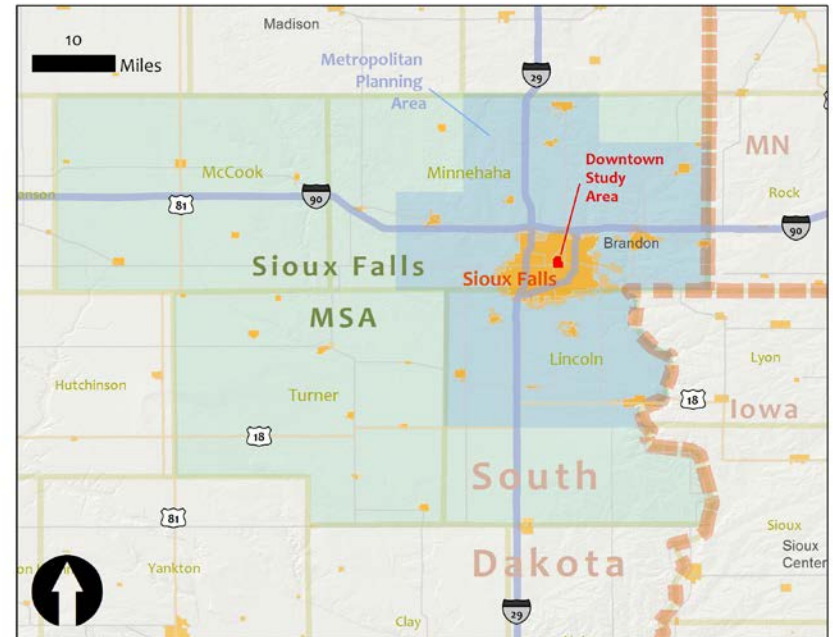 10
Miles
Madison
Metropolitan
Planning
Area
29
McCook
Minnehaha
Downtown
Study
Area
MN
Rock
anson
81
90
90
Brandon
Sioux Falls
Sioux Falls
MSA
Lincoln
Lyon
Hutchinson
Turner
18
Iowa
18
South
81
Sioux
Sioux
Center
Yankton
Dakota
Clay
29